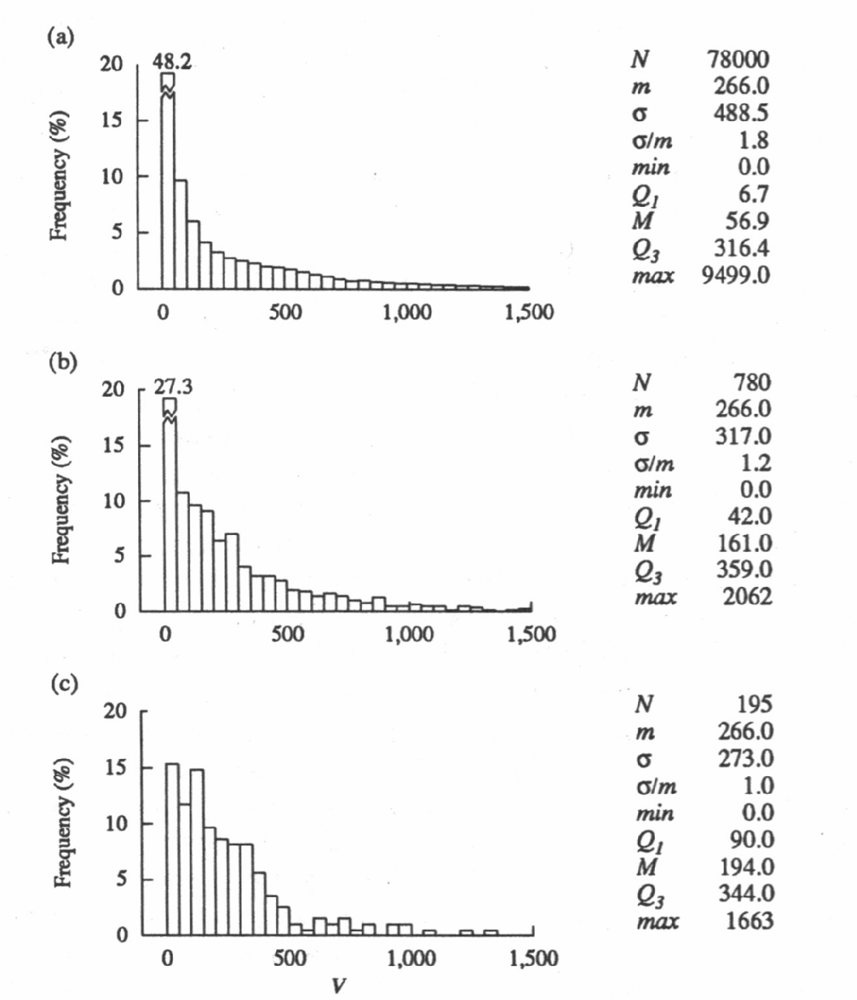 (a)
48.2
20
15
10
5
0
Frequency (%)
0 500 1,000 1,500
N 78000
m 266.0
σ 488.5
σ/m 1.8
min 0.0
Q1 6.7
M 56.9
Q3 316.4
max 9499.0
(b)
27.3
20
15
10
5
0
Frequency (%)
0 500 1,000 1,500
N 780
m 266.0
σ 317.0
σ/m 1.2
min 0.0
Q1 42.0
M 161.0
Q3 359.0
max 2062
(c)
20
15
10
5
0
Frequency (%)
0 500 1,000 1,500
V
N 195
m 266.0
σ 273.0
σ/m 1.0
min 0.0
Q1 90.0
M 194.0
Q3 344.0
max 1663